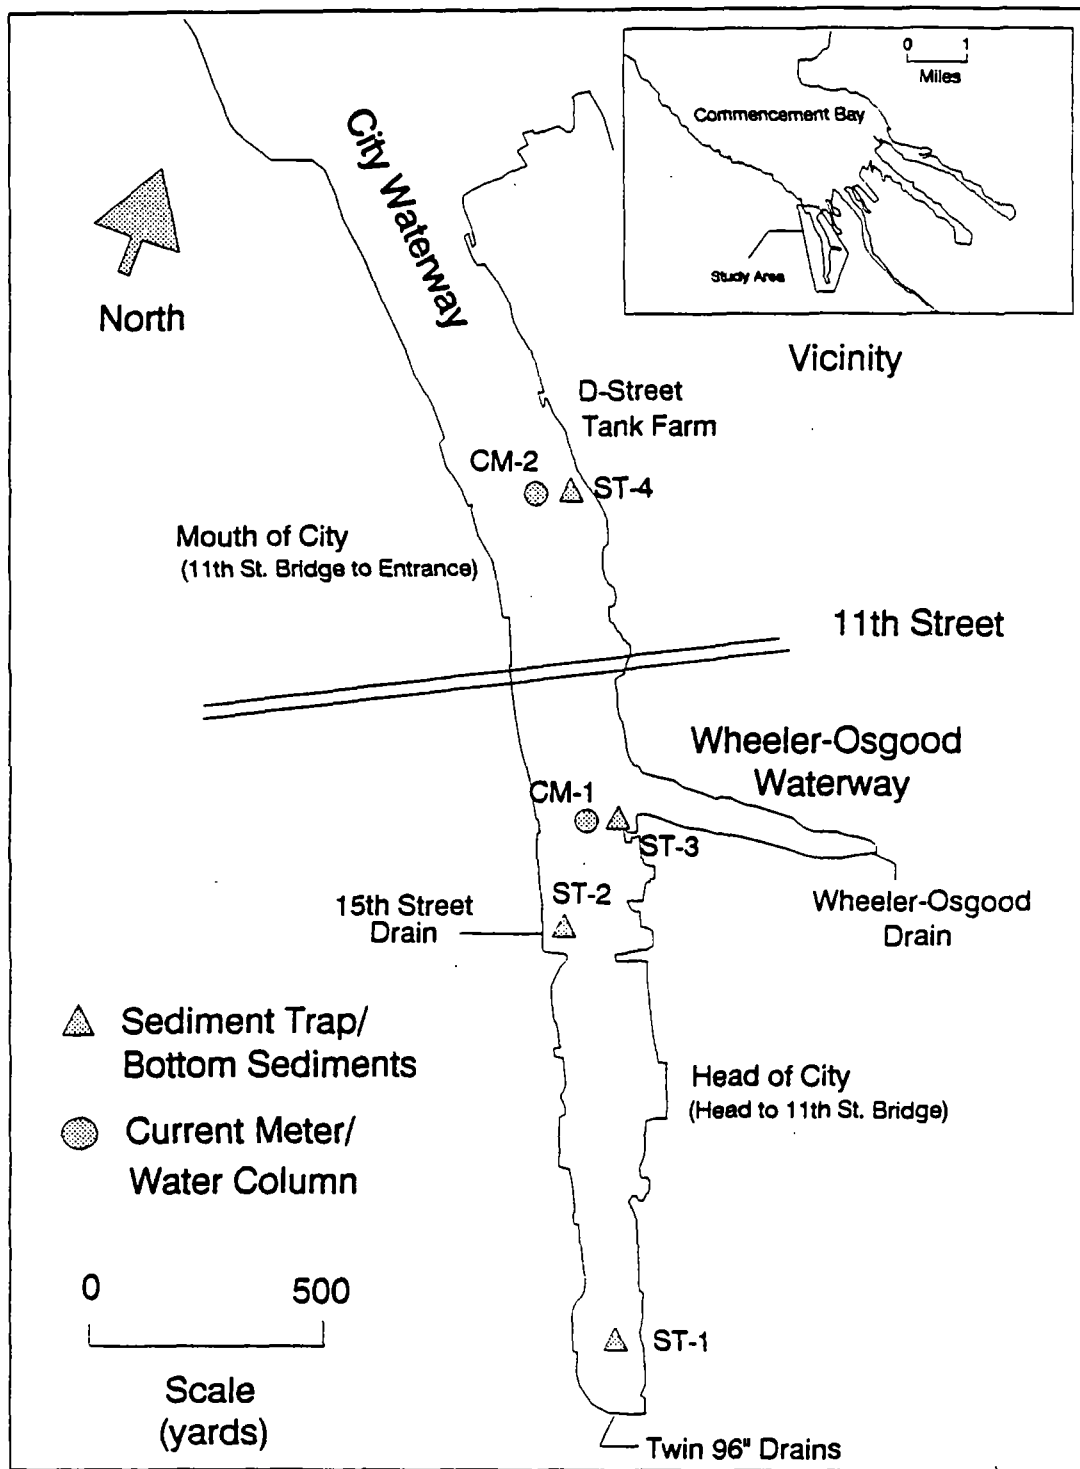 City Waterway
0 1
Miles
Commencement Bay
Study Area
Vicinity
North
D-Street
Tank Farm
CM-2
ST-4
Mouth of City
(11th St. Bridge to Entrance)
11th Street
Wheeler-Osgood
Waterway
CM-1
ST-3
ST-2
15th Street
Drain
Wheeler-Osgood
Drain
Sediment Trap/
Bottom Sediments
Head of City
(Head to 11th St. Bridge)
Current Meter/
Water Column
0 500
Scale
(yards)
ST-1
Twin 96" Drains